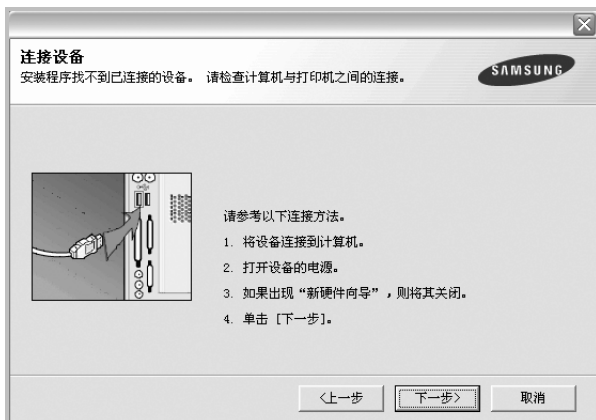 连接设备
安装程序找不到已连接的设备。 请检查计算机与打印机之间的连接。
SAMSUNG
请参考以下连接方法。
1. 将设备连接到计算机。
2. 打开设备的电源。
3. 如果出现“新硬件向导”，则将其关闭。
4. 单击 [下一步]。
<上一步
下一步>
取消